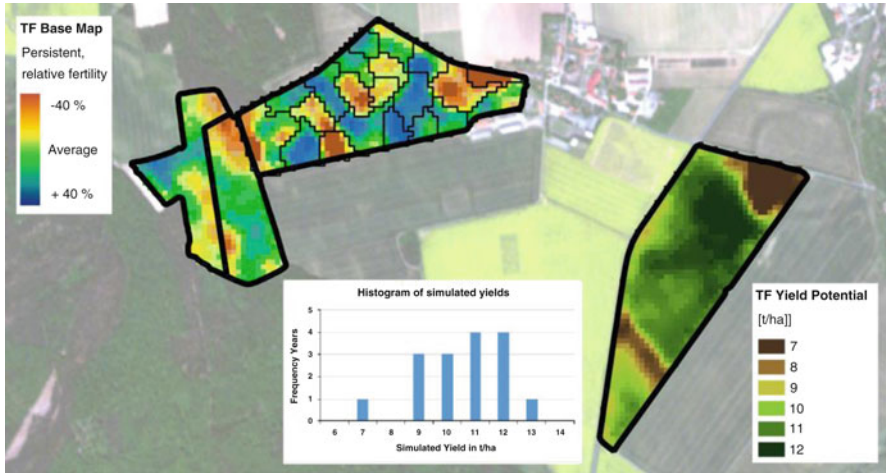 TF Base Map
Persistent,
relative fertility
-40 %
Average
+ 40 %
Histogram of simulated yields
Frequency Years
5
4
3
2
1
0
6 7 8 9 10 11 12 13 14
Simulated Yield in t/ha
TF Yield Potential
[t/ha]]
7
8
9
10
11
12